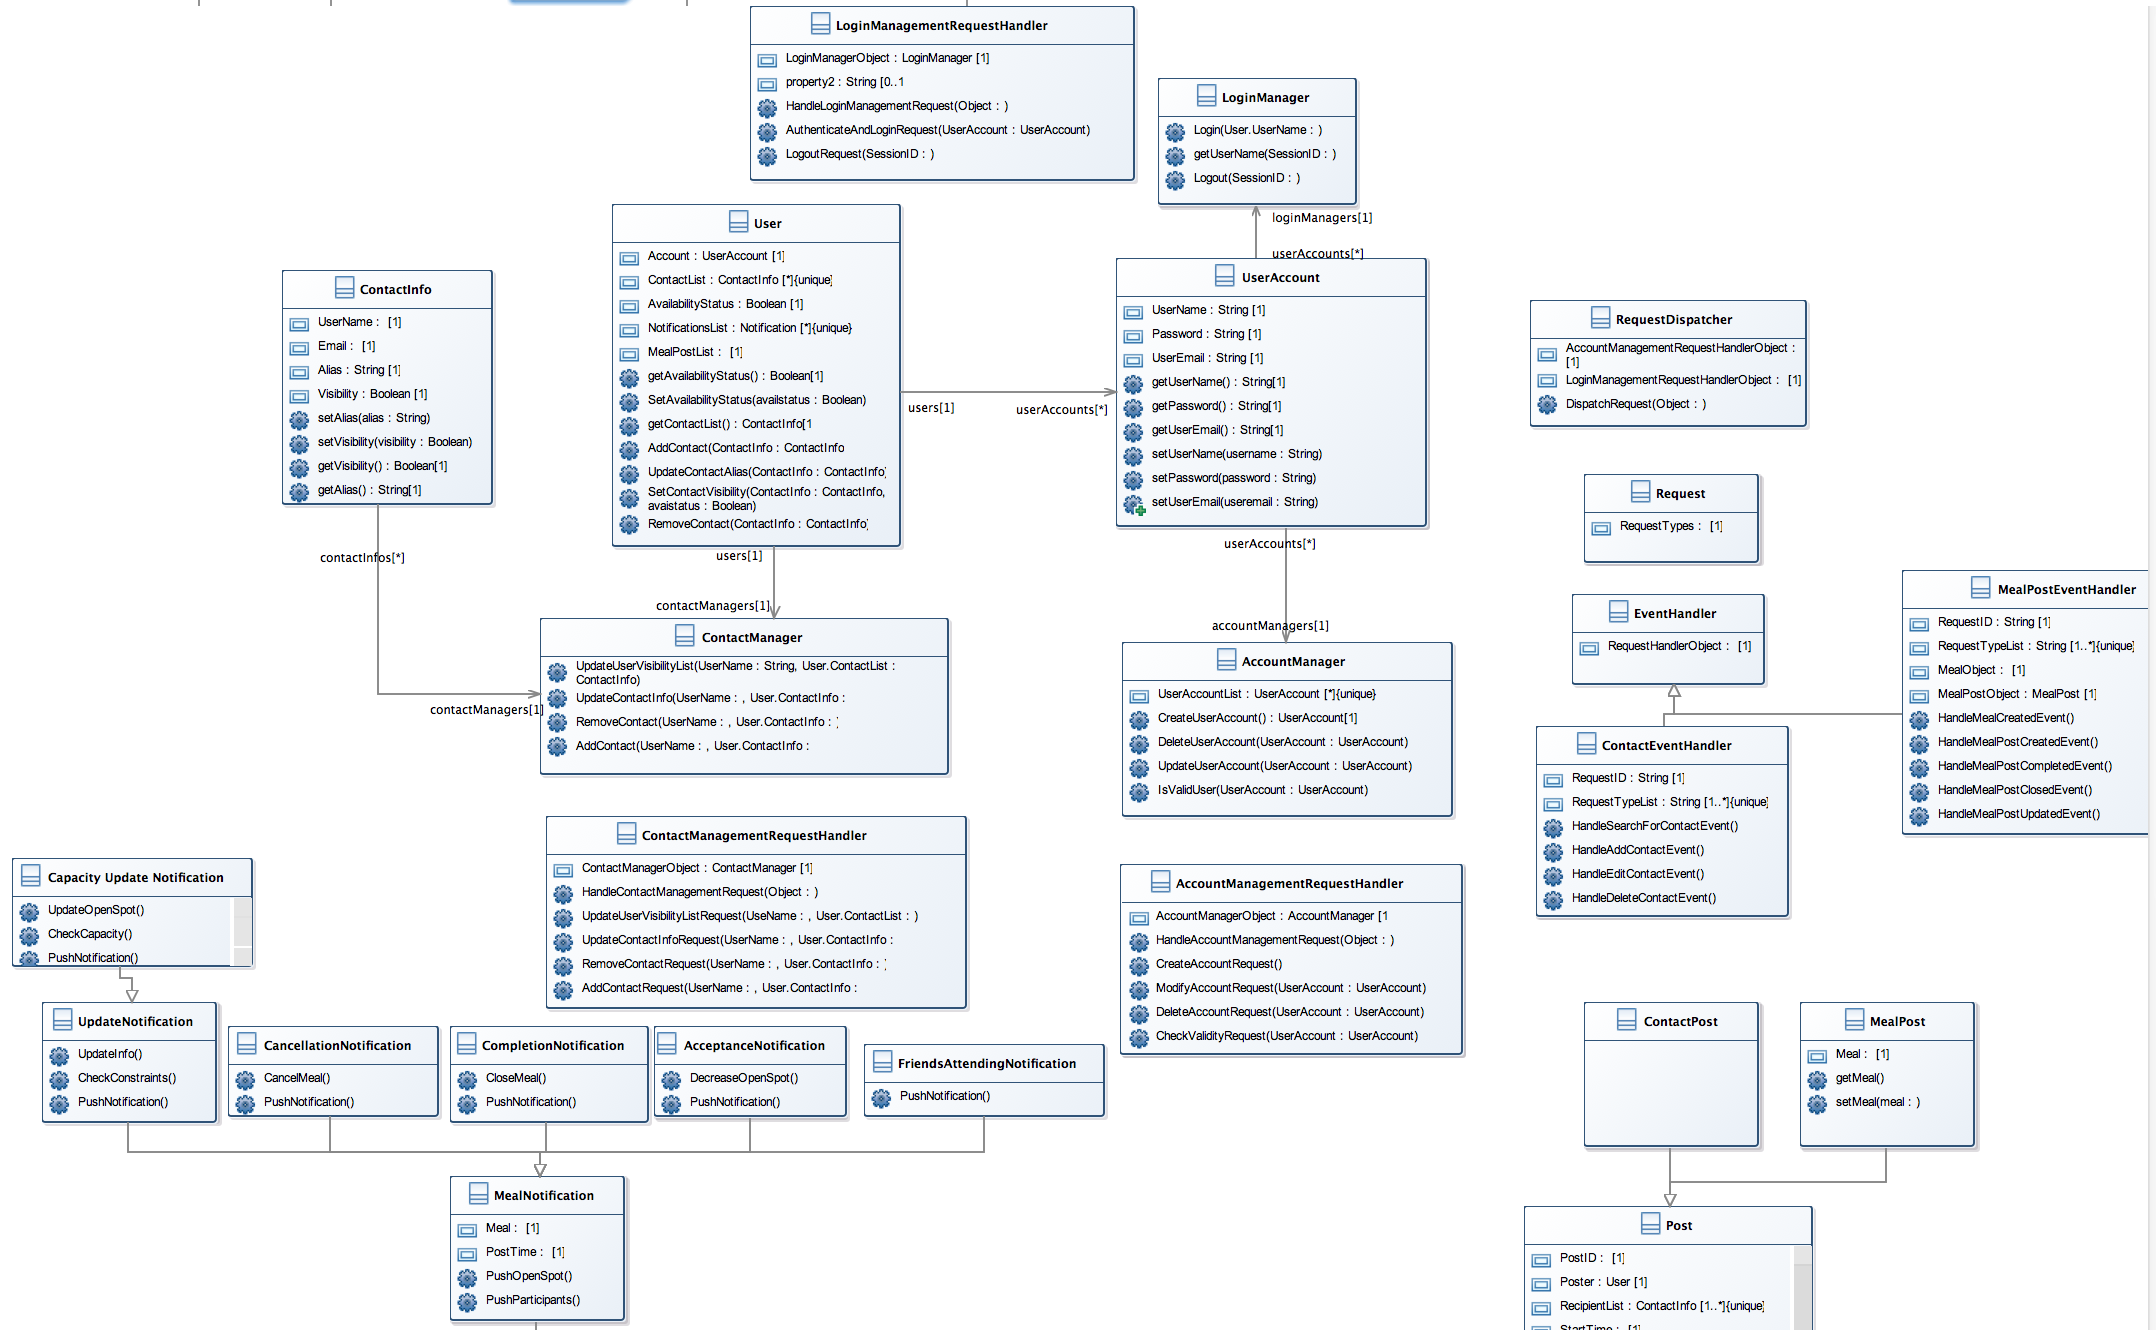 LoginManagementRequestHandler
LoginManagerObject : LoginManager [1]
property2 : String [0..1
HandleLoginManagementRequest(Object : )
AuthenticateAndLoginRequest(UserAccount : UserAccount)
LogoutRequest(SessionID : )
LoginManager
Login(User.UserName : )
getUserName(SessionID : )
Logout(SessionID : )
loginManagers[1]
userAccounts[*]
User
Account : UserAccount [1]
ContactList : ContactInfo [*]{unique}
AvailabilityStatus : Boolean [1]
NotificationsList : Notification [*]{unique}
MealPostList : [1]
getAvailabilityStatus() : Boolean[1]
SetAvailabilityStatus(availstatus : Boolean)
getContactList() : ContactInfo[1
AddContact(ContactInfo : ContactInfo
UpdateContactAlias(ContactInfo : ContactInfo)
SetContactVisibility(ContactInfo : ContactInfo,
avaistatus : Boolean)
RemoveContact(ContactInfo : ContactInfo)
ContactInfo
UserName : [1]
Email : [1]
Alias : String [1]
Visibility : Boolean [1]
setAlias(alias : String)
setVisibility(visibility : Boolean)
getVisibility() : Boolean[1]
getAlias() : String[1]
UserAccount
UserName : String [1]
Password : String [1]
UserEmail : String [1]
getUserName() : String[1]
getPassword() : String[1]
getUserEmail() : String[1]
setUserName(username : String)
setPassword(password : String)
setUserEmail(useremail : String)
users[1]
userAccounts[*]
RequestDispatcher
AccountManagementRequestHandlerObject :
[1]
LoginManagementRequestHandlerObject : [1]
DispatchRequest(Object : )
Request
RequestTypes : [1]
contactInfos[*]
users[1]
contactManagers[1]
userAccounts[*]
accountManagers[1]
contactManagers[1]
ContactManager
UpdateUserVisibilityList(UserName : String, User.ContactList :
ContactInfo)
UpdateContactInfo(UserName : , User.ContactInfo :
RemoveContact(UserName : , User.ContactInfo : )
AddContact(UserName : , User.ContactInfo :
AccountManager
UserAccountList : UserAccount [*]{unique}
CreateUserAccount() : UserAccount[1]
DeleteUserAccount(UserAccount : UserAccount)
UpdateUserAccount(UserAccount : UserAccount)
IsValidUser(UserAccount : UserAccount)
EventHandler
RequestHandlerObject : [1]
MealPostEventHandler
RequestID : String [1]
RequestTypeList : String [1..*]{unique}
MealObject : [1]
MealPostObject : MealPost [1]
HandleMealCreatedEvent()
HandleMealPostCreatedEvent()
HandleMealPostCompletedEvent()
HandleMealPostClosedEvent()
HandleMealPostUpdatedEvent()
ContactEventHandler
RequestID : String [1]
RequestTypeList : String [1..*]{unique}
HandleSearchForContactEvent()
HandleAddContactEvent()
HandleEditContactEvent()
HandleDeleteContactEvent()
ContactManagementRequestHandler
ContactManagerObject : ContactManager [1]
HandleContactManagementRequest(Object : )
UpdateUserVisibilityListRequest(UseName : , User.ContactList : )
UpdateContactInfoRequest(UserName : , User.ContactInfo :
RemoveContactRequest(UserName : , User.ContactInfo : )
AddContactRequest(UserName : , User.ContactInfo :
AccountManagementRequestHandler
AccountManagerObject : AccountManager [1
HandleAccountManagementRequest(Object : )
CreateAccountRequest()
ModifyAccountRequest(UserAccount : UserAccount)
DeleteAccountRequest(UserAccount : UserAccount)
CheckValidityRequest(UserAccount : UserAccount)
Capacity Update Notification
UpdateOpenSpot()
CheckCapacity()
PushNotification()
UpdateNotification
UpdateInfo()
CheckConstraints()
PushNotification()
CancellationNotification
CancelMeal()
PushNotification()
CompletionNotification
CloseMeal()
PushNotification()
AcceptanceNotification
DecreaseOpenSpot()
PushNotification()
FriendsAttendingNotification
PushNotification()
ContactPost
MealPost
Meal : [1]
getMeal()
setMeal(meal : )
MealNotification
Meal : [1]
PostTime : [1]
PushOpenSpot()
PushParticipants()
Post
PostID : [1]
Poster : User [1]
RecipientList : ContactInfo [1..*]{unique}
StartTime : [1]